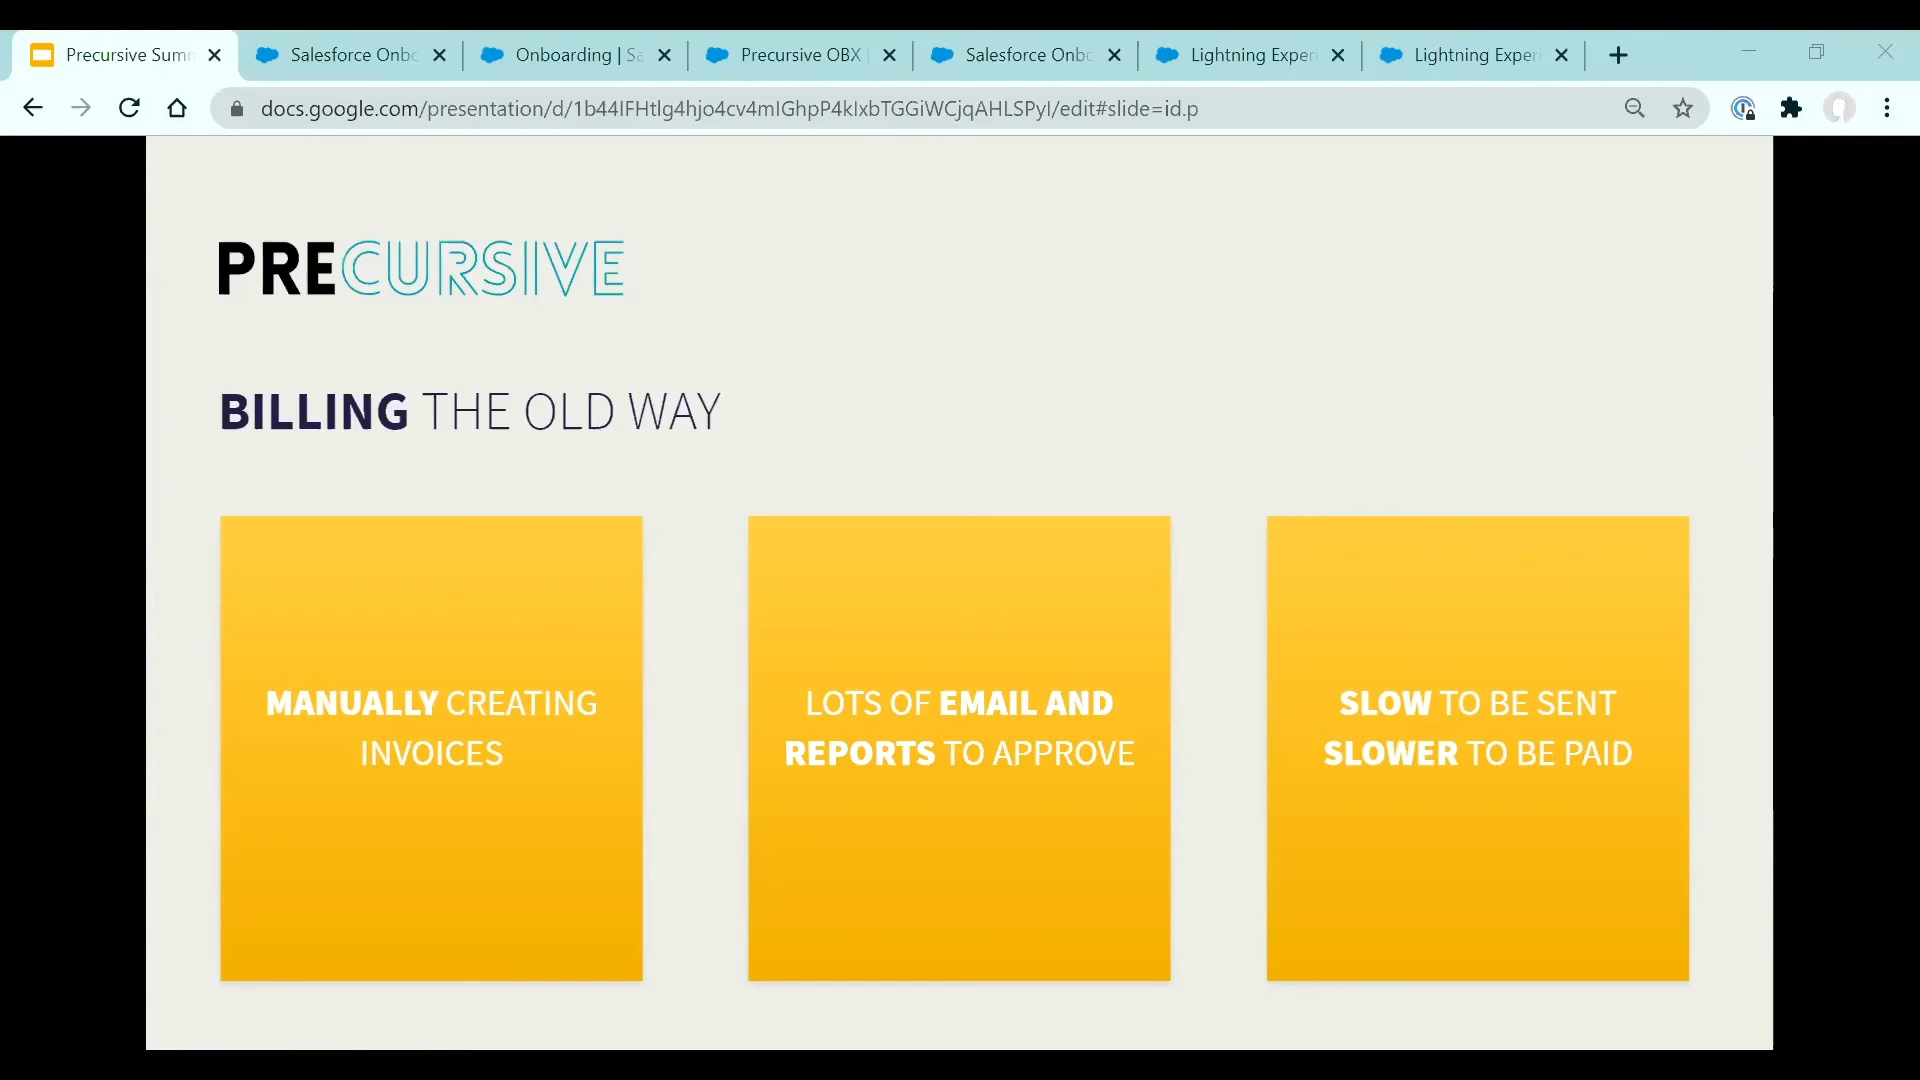 Precursive Sum
Salesforce Onb
Onboarding | Sa
Precursive OBX
Salesforce Onb
Lightning Exper
Lightning Exper
docs.google.com/presentation/d/1b44IFHtlg4hjo4cv4mIGhpP4kIxbTGGiWCjqAHLSPyI/edit#slide=id.p
PRECURSIVE
BILLING THE OLD WAY
MANUALLY CREATING
INVOICES
LOTS OF EMAIL AND
REPORTS TO APPROVE
SLOW TO BE SENT
SLOWER TO BE PAID